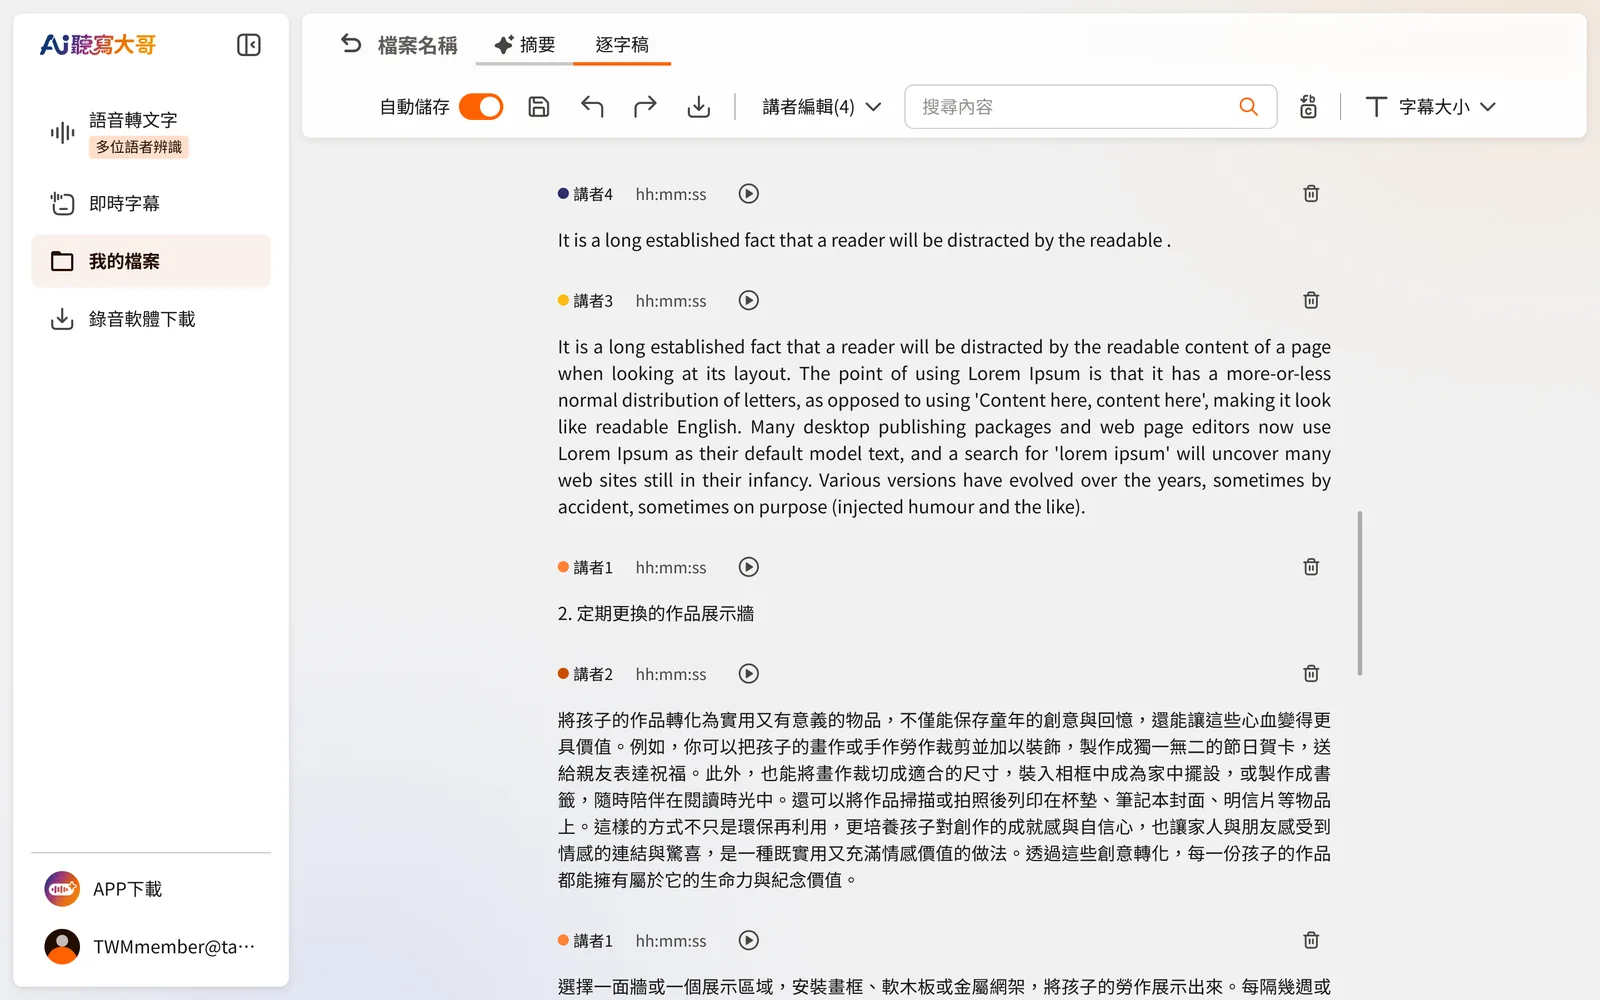 Ai聽寫大哥
語音轉文字
多位語者辨識
即時字幕
我的檔案
錄音軟體下載
APP下載
TWMmember@ta···
檔案名稱
摘要
逐字稿
自動儲存
講者編輯(4)
搜尋內容
字幕大小
講者4 hh:mm:ss
It is a long established fact that a reader will be distracted by the readable .
講者3 hh:mm:ss
It is a long established fact that a reader will be distracted by the readable content of a page
when looking at its layout. The point of using Lorem Ipsum is that it has a more-or-less
normal distribution of letters, as opposed to using 'Content here, content here', making it look
like readable English. Many desktop publishing packages and web page editors now use
Lorem Ipsum as their default model text, and a search for 'lorem ipsum' will uncover many
web sites still in their infancy. Various versions have evolved over the years, sometimes by
accident, sometimes on purpose (injected humour and the like).
講者1 hh:mm:ss
2. 定期更換的作品展示牆
講者2 hh:mm:ss
將孩子的作品轉化為實用又有意義的物品，不僅能保存童年的創意與回憶，還能讓這些心血變得更
具價值。例如，你可以把孩子的畫作或手作勞作裁剪並加以裝飾，製作成獨一無二的節日賀卡，送
給親友表達祝福。此外，也能將畫作裁切成適合的尺寸，裝入相框中成為家中擺設，或製作成書
籤，隨時陪伴在閱讀時光中。還可以將作品掃描或拍照後列印在杯墊、筆記本封面、明信片等物品
上。這樣的方式不只是環保再利用，更培養孩子對創作的成就感與自信心，也讓家人與朋友感受到
情感的連結與驚喜，是一種既實用又充滿情感價值的做法。透過這些創意轉化，每一份孩子的作品
都能擁有屬於它的生命力與紀念價值。
講者1 hh:mm:ss
選擇一面牆或一個展示區域，安裝畫框、軟木板或金屬網架，將孩子的勞作展示出來。每隔幾週或